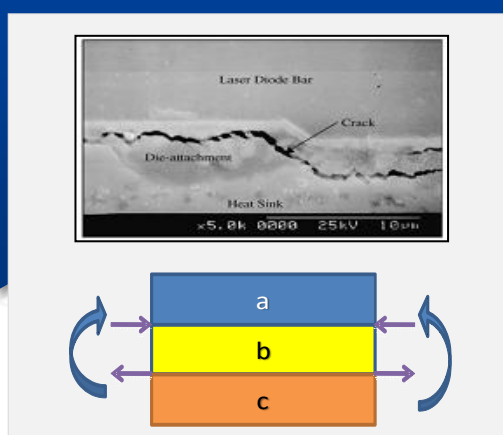 Laser Diode Bar
Crack
Die-attachment
Heat Sink
x5.0k 0000 25kV 10μm
a
b
c